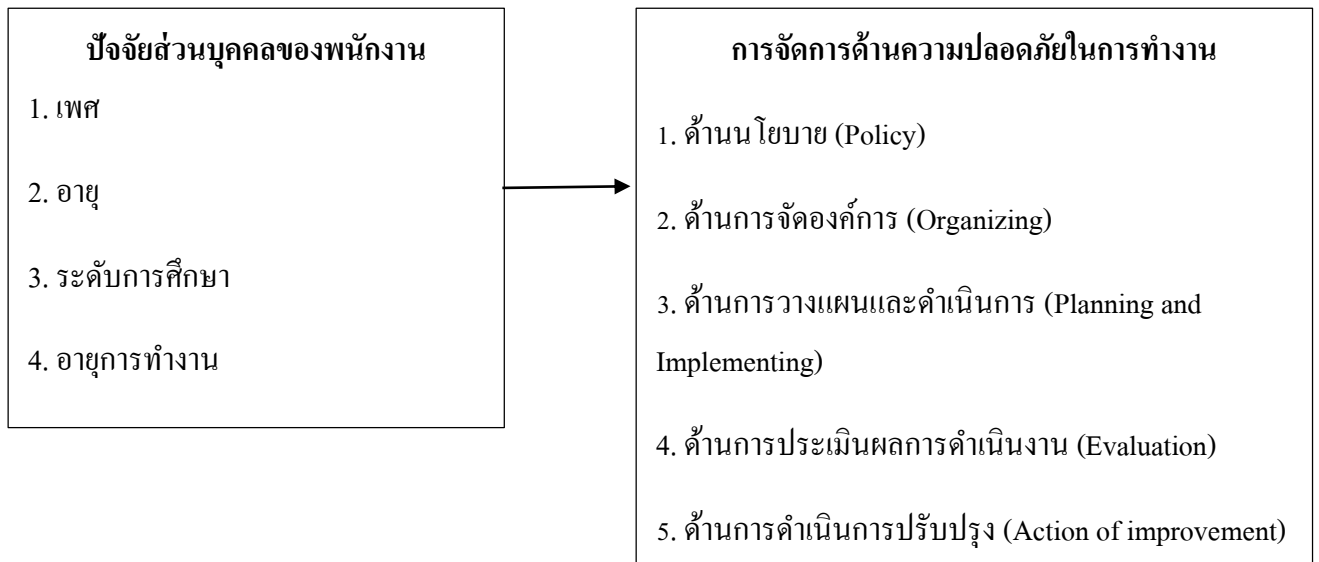 ปัจจัยส่วนบุคคลของพนักงาน
1. เพศ
2. อายุ
3. ระดับการศึกษา
4. อายุการทำงาน
การจัดการด้านความปลอดภัยในการทำงาน
1. ด้านนโยบาย (Policy)
2. ด้านการจัดองค์การ (Organizing)
3. ด้านการวางแผนและดำเนินการ (Planning and
Implementing)
4. ด้านการประเมินผลการดำเนินงาน (Evaluation)
5. ด้านการดำเนินการปรับปรุง (Action of improvement)